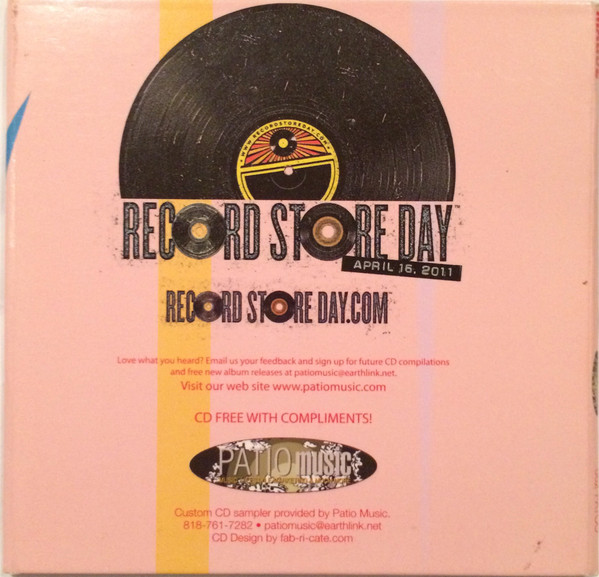 WWW.RECORDSTOREDAY.COM
RECORD STORE DAY
APRIL 16, 2011
RECORD STORE DAY.COM
Love what you heard? Email us your feedback and sign up for future CD compilations
and free new album releases at patiomusic@earthlink.net.
Visit our web site www.patiomusic.com
CD FREE WITH COMPLIMENTS!
PATIO music
Custom CD sampler provided by Patio Music.
818-761-7282 • patiomusic@earthlink.net
CD Design by fab-ri-cate.com